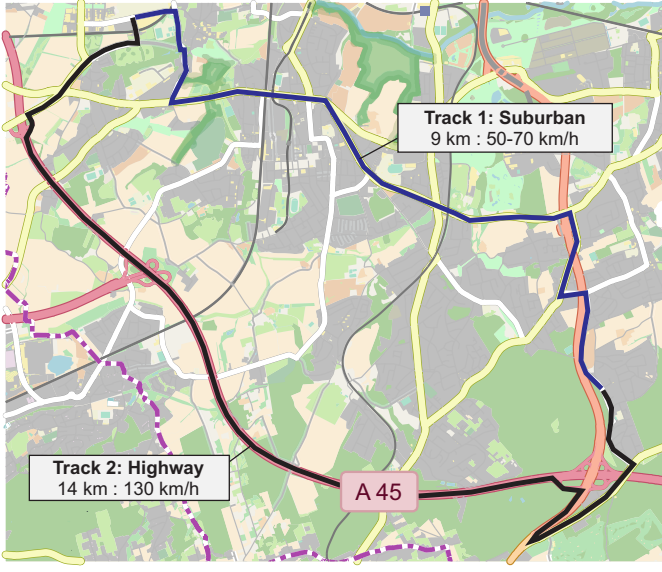 Track 1: Suburban
9 km : 50-70 km/h
Track 2: Highway
14 km : 130 km/h
A 45